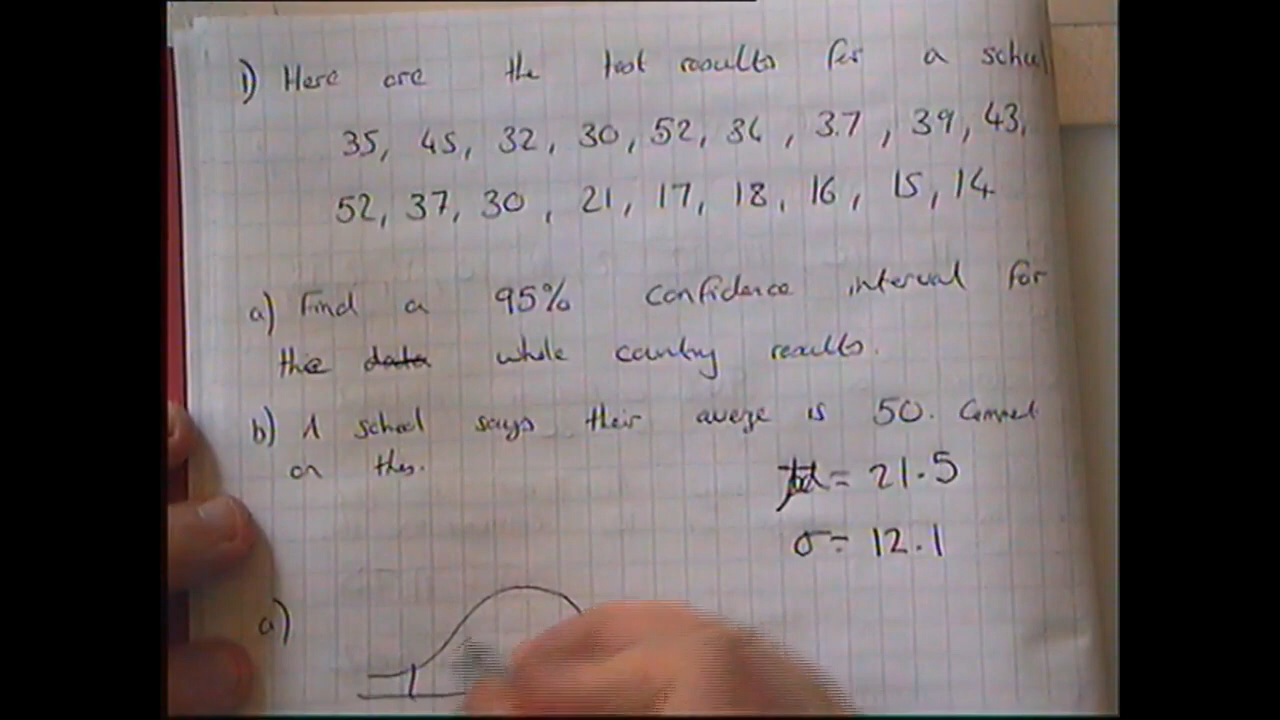 1) Here are the test results for a school
35, 45, 32, 30, 52, 36, 37, 39, 43,
52, 37, 30, 21, 17, 18, 16, 15, 14
a) Find a 95% confidence interval for
the data whole country results.
b) A school says their averge is 50. Comment
on this.
= 21.5
σ = 12.1
a)